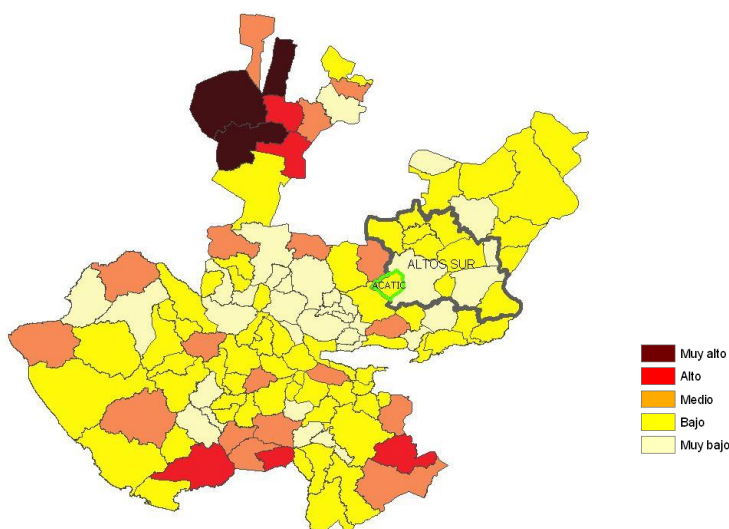 ALTOS SUR
ACATIC
Muy alto
Alto
Medio
Bajo
Muy bajo